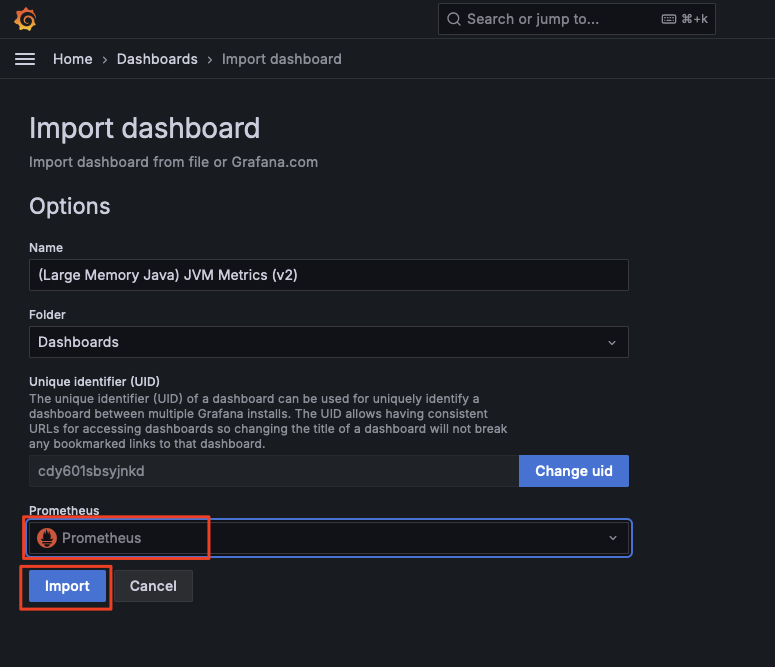 Search or jump to... ⌘+k
Home › Dashboards › Import dashboard
Import dashboard
Import dashboard from file or Grafana.com
Options
Name
(Large Memory Java) JVM Metrics (v2)
Folder
Dashboards
Unique identifier (UID)
The unique identifier (UID) of a dashboard can be used for uniquely identify a
dashboard between multiple Grafana installs. The UID allows having consistent
URLs for accessing dashboards so changing the title of a dashboard will not break
any bookmarked links to that dashboard.
cdy601sbsyjnkd Change uid
Prometheus
Prometheus
Import Cancel